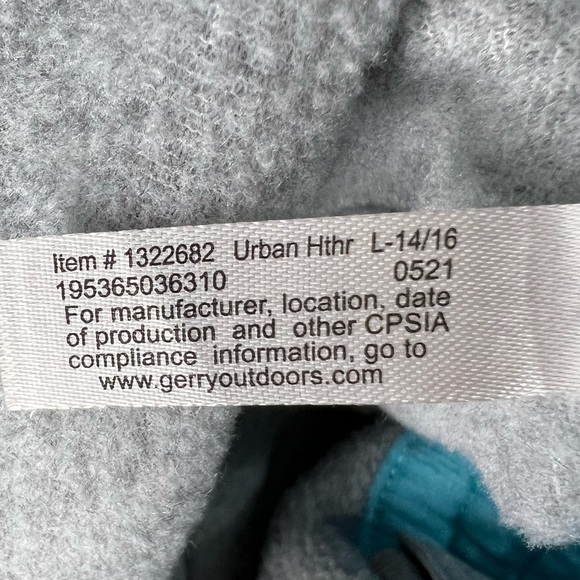 Item # 1322682 Urban Hthr L-14/16
195365036310 0521
For manufacturer, location, date
of production and other CPSIA
compliance information, go to
www.gerryoutdoors.com